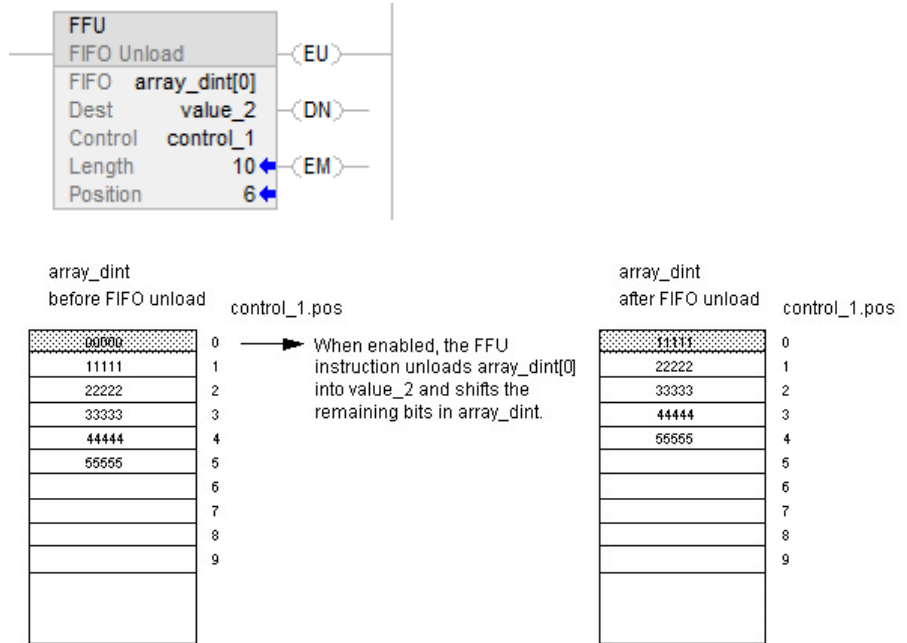 FFU
FIFO Unload (EU)
FIFO array_dint[0]
Dest value_2 (DN)
Control control_1
Length 10 (EM)
Position 6
array_dint
before FIFO unload
control_1.pos
00000 0
11111 1
22222 2
33333 3
44444 4
55555 5
6
7
8
9
When enabled, the FFU
instruction unloads array_dint[0]
into value_2 and shifts the
remaining bits in array_dint.
array_dint
after FIFO unload
control_1.pos
11111 0
22222 1
33333 2
44444 3
55555 4
5
6
7
8
9